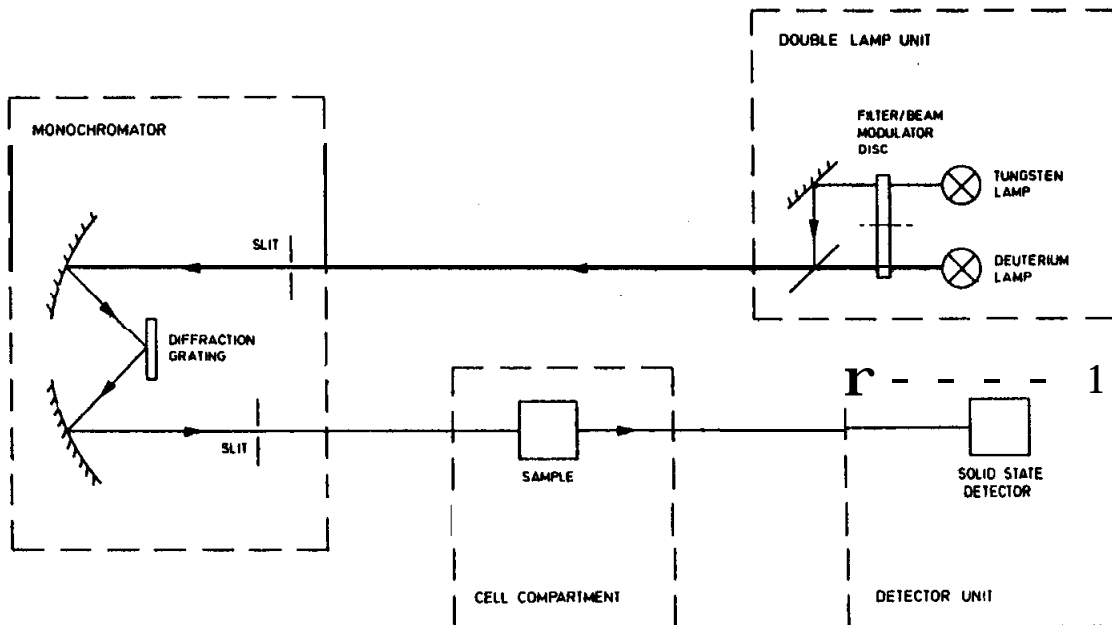 DOUBLE LAMP UNIT
MONOCHROMATOR
FILTER/BEAM
MODULATOR
DISC
TUNGSTEN
LAMP
SLIT
DEUTERIUM
LAMP
DIFFRACTION
GRATING
r - - - - 1
SLIT
SAMPLE
SOLID STATE
DETECTOR
CELL COMPARTMENT
DETECTOR UNIT